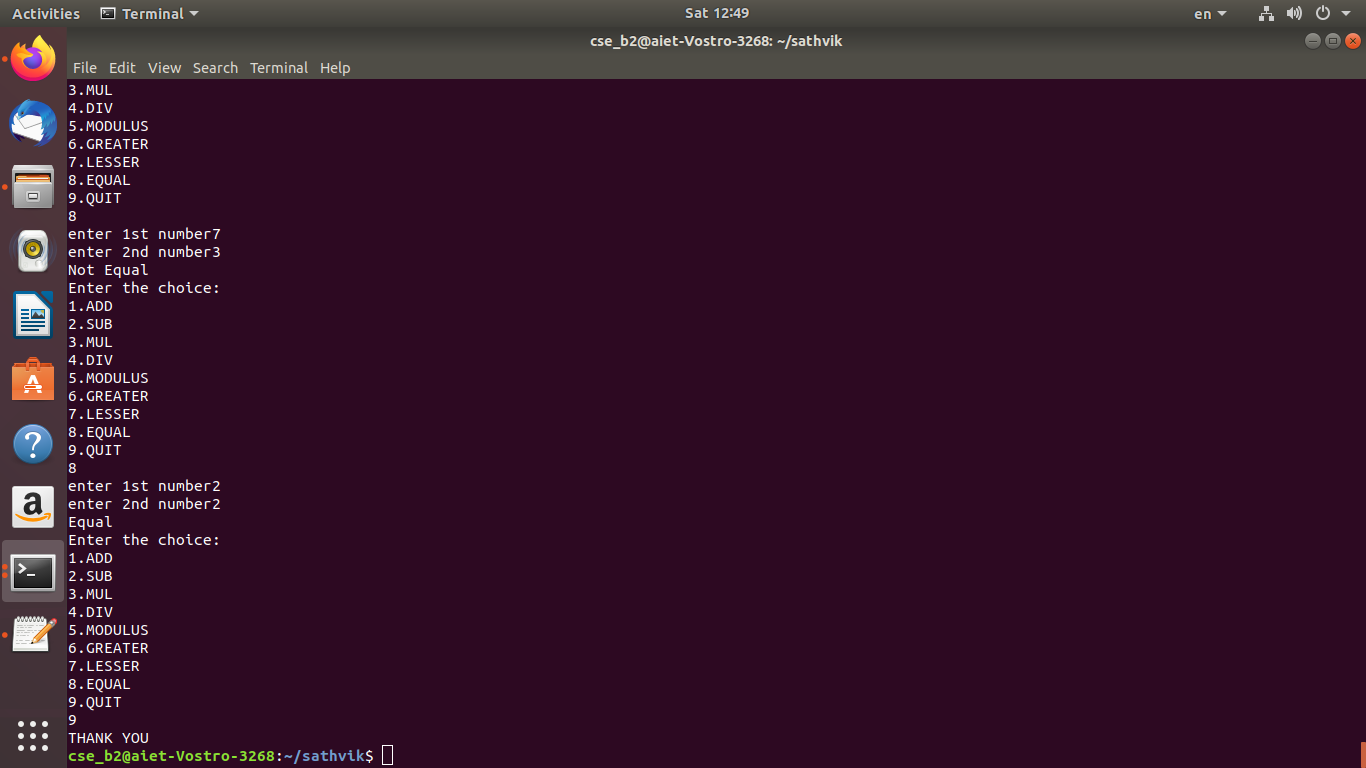 Activities Terminal Sat 12:49 en
cse_b2@aiet-Vostro-3268: ~/sathvik
File Edit View Search Terminal Help
3.MUL
4.DIV
5.MODULUS
6.GREATER
7.LESSER
8.EQUAL
9.QUIT
8
enter 1st number7
enter 2nd number3
Not Equal
Enter the choice:
1.ADD
2.SUB
3.MUL
4.DIV
5.MODULUS
6.GREATER
7.LESSER
8.EQUAL
9.QUIT
8
enter 1st number2
enter 2nd number2
Equal
Enter the choice:
1.ADD
2.SUB
3.MUL
4.DIV
5.MODULUS
6.GREATER
7.LESSER
8.EQUAL
9.QUIT
9
THANK YOU
cse_b2@aiet-Vostro-3268:~/sathvik$